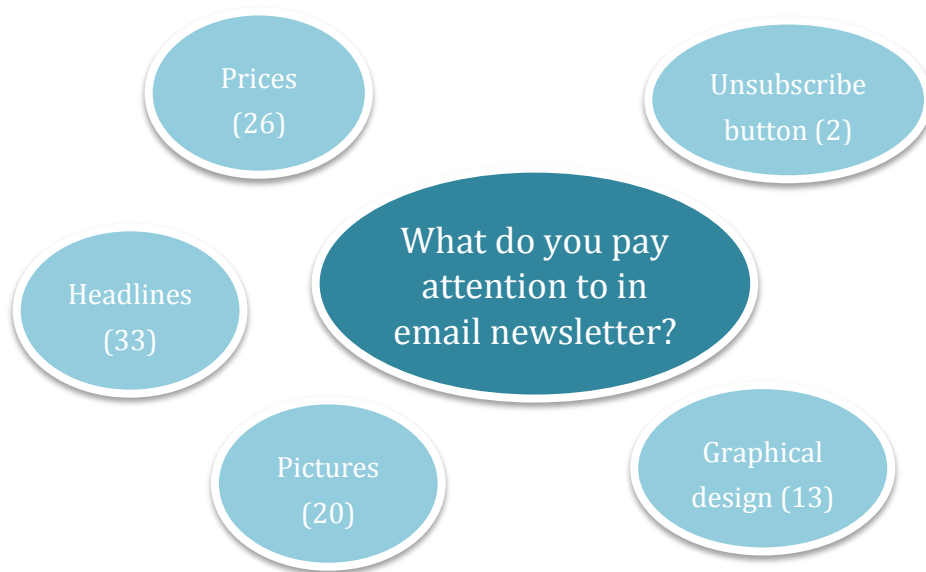 Prices
(26)
Unsubscribe
button (2)
What do you pay
attention to in
email newsletter?
Headlines
(33)
Pictures
(20)
Graphical
design (13)